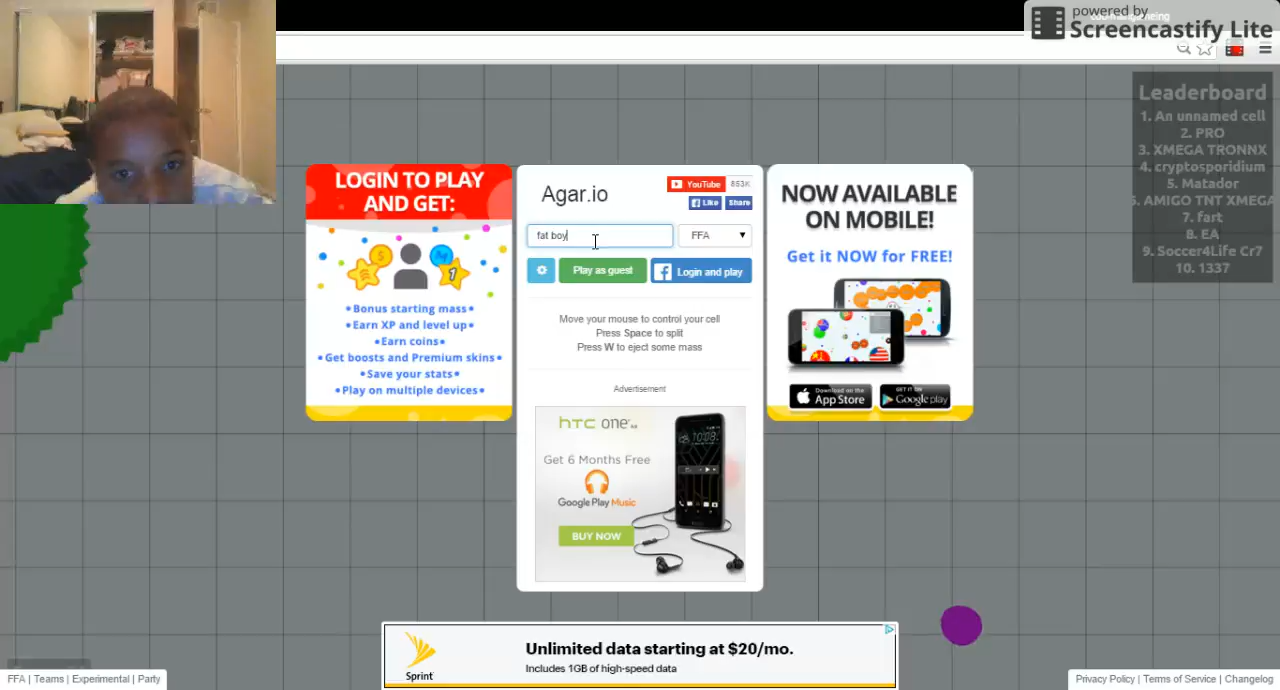 powered by
Screencastify Lite
Leaderboard
1. An unnamed cell
2. PRO
3. XMEGA TRONNX
4. cryptosporidium
5. Matador
6. AMIGO TNT XMEGA
7. fart
8. EA
9. Soccer4Life Cr7
10. 1337
LOGIN TO PLAY
AND GET:
•Bonus starting mass•
•Earn XP and level up•
•Earn coins•
•Get boosts and Premium skins•
•Save your stats•
•Play on multiple devices•
Agar.io
YouTube 853K
Like Share
fat boy
FFA
Play as guest
Login and play
Move your mouse to control your cell
Press Space to split
Press W to eject some mass
Advertisement
htc one
Get 6 Months Free
Google Play Music
BUY NOW
10:08
NOW AVAILABLE
ON MOBILE!
Get it NOW for FREE!
Download on the
App Store
GET IT ON
Google play
Sprint
Unlimited data starting at $20/mo.
Includes 1GB of high-speed data
FFA | Teams | Experimental | Party
Privacy Policy | Terms of Service | Changelog